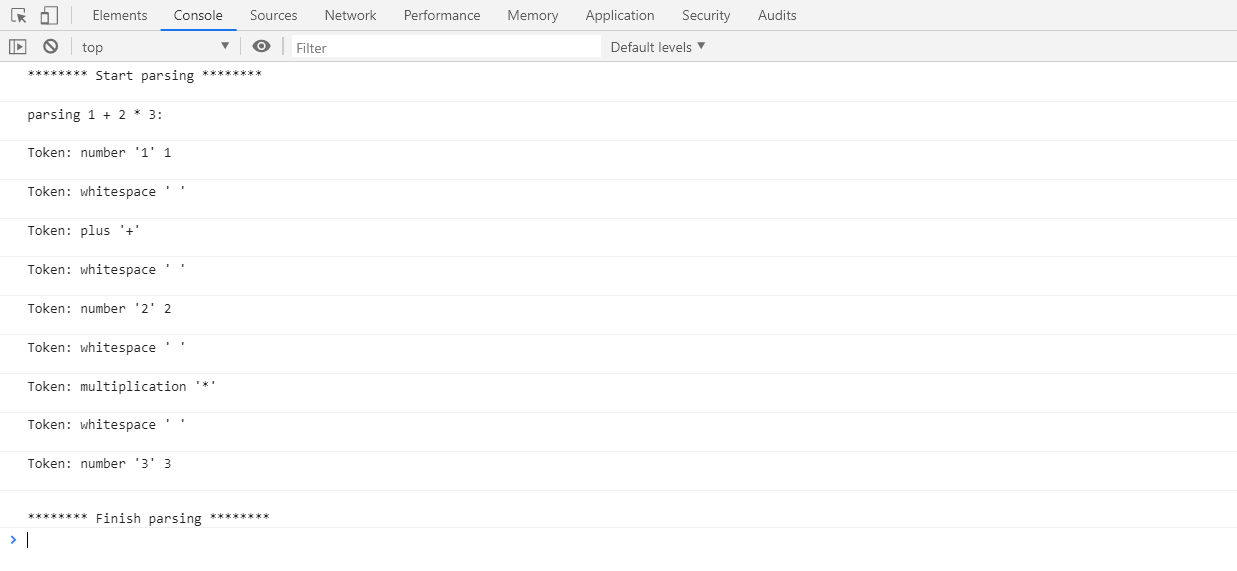 Elements Console Sources Network Performance Memory Application Security Audits
top Filter Default levels
******** Start parsing ********
parsing 1 + 2 * 3:
Token: number '1' 1
Token: whitespace ' '
Token: plus '+'
Token: whitespace ' '
Token: number '2' 2
Token: whitespace ' '
Token: multiplication '*'
Token: whitespace ' '
Token: number '3' 3
******** Finish parsing ********